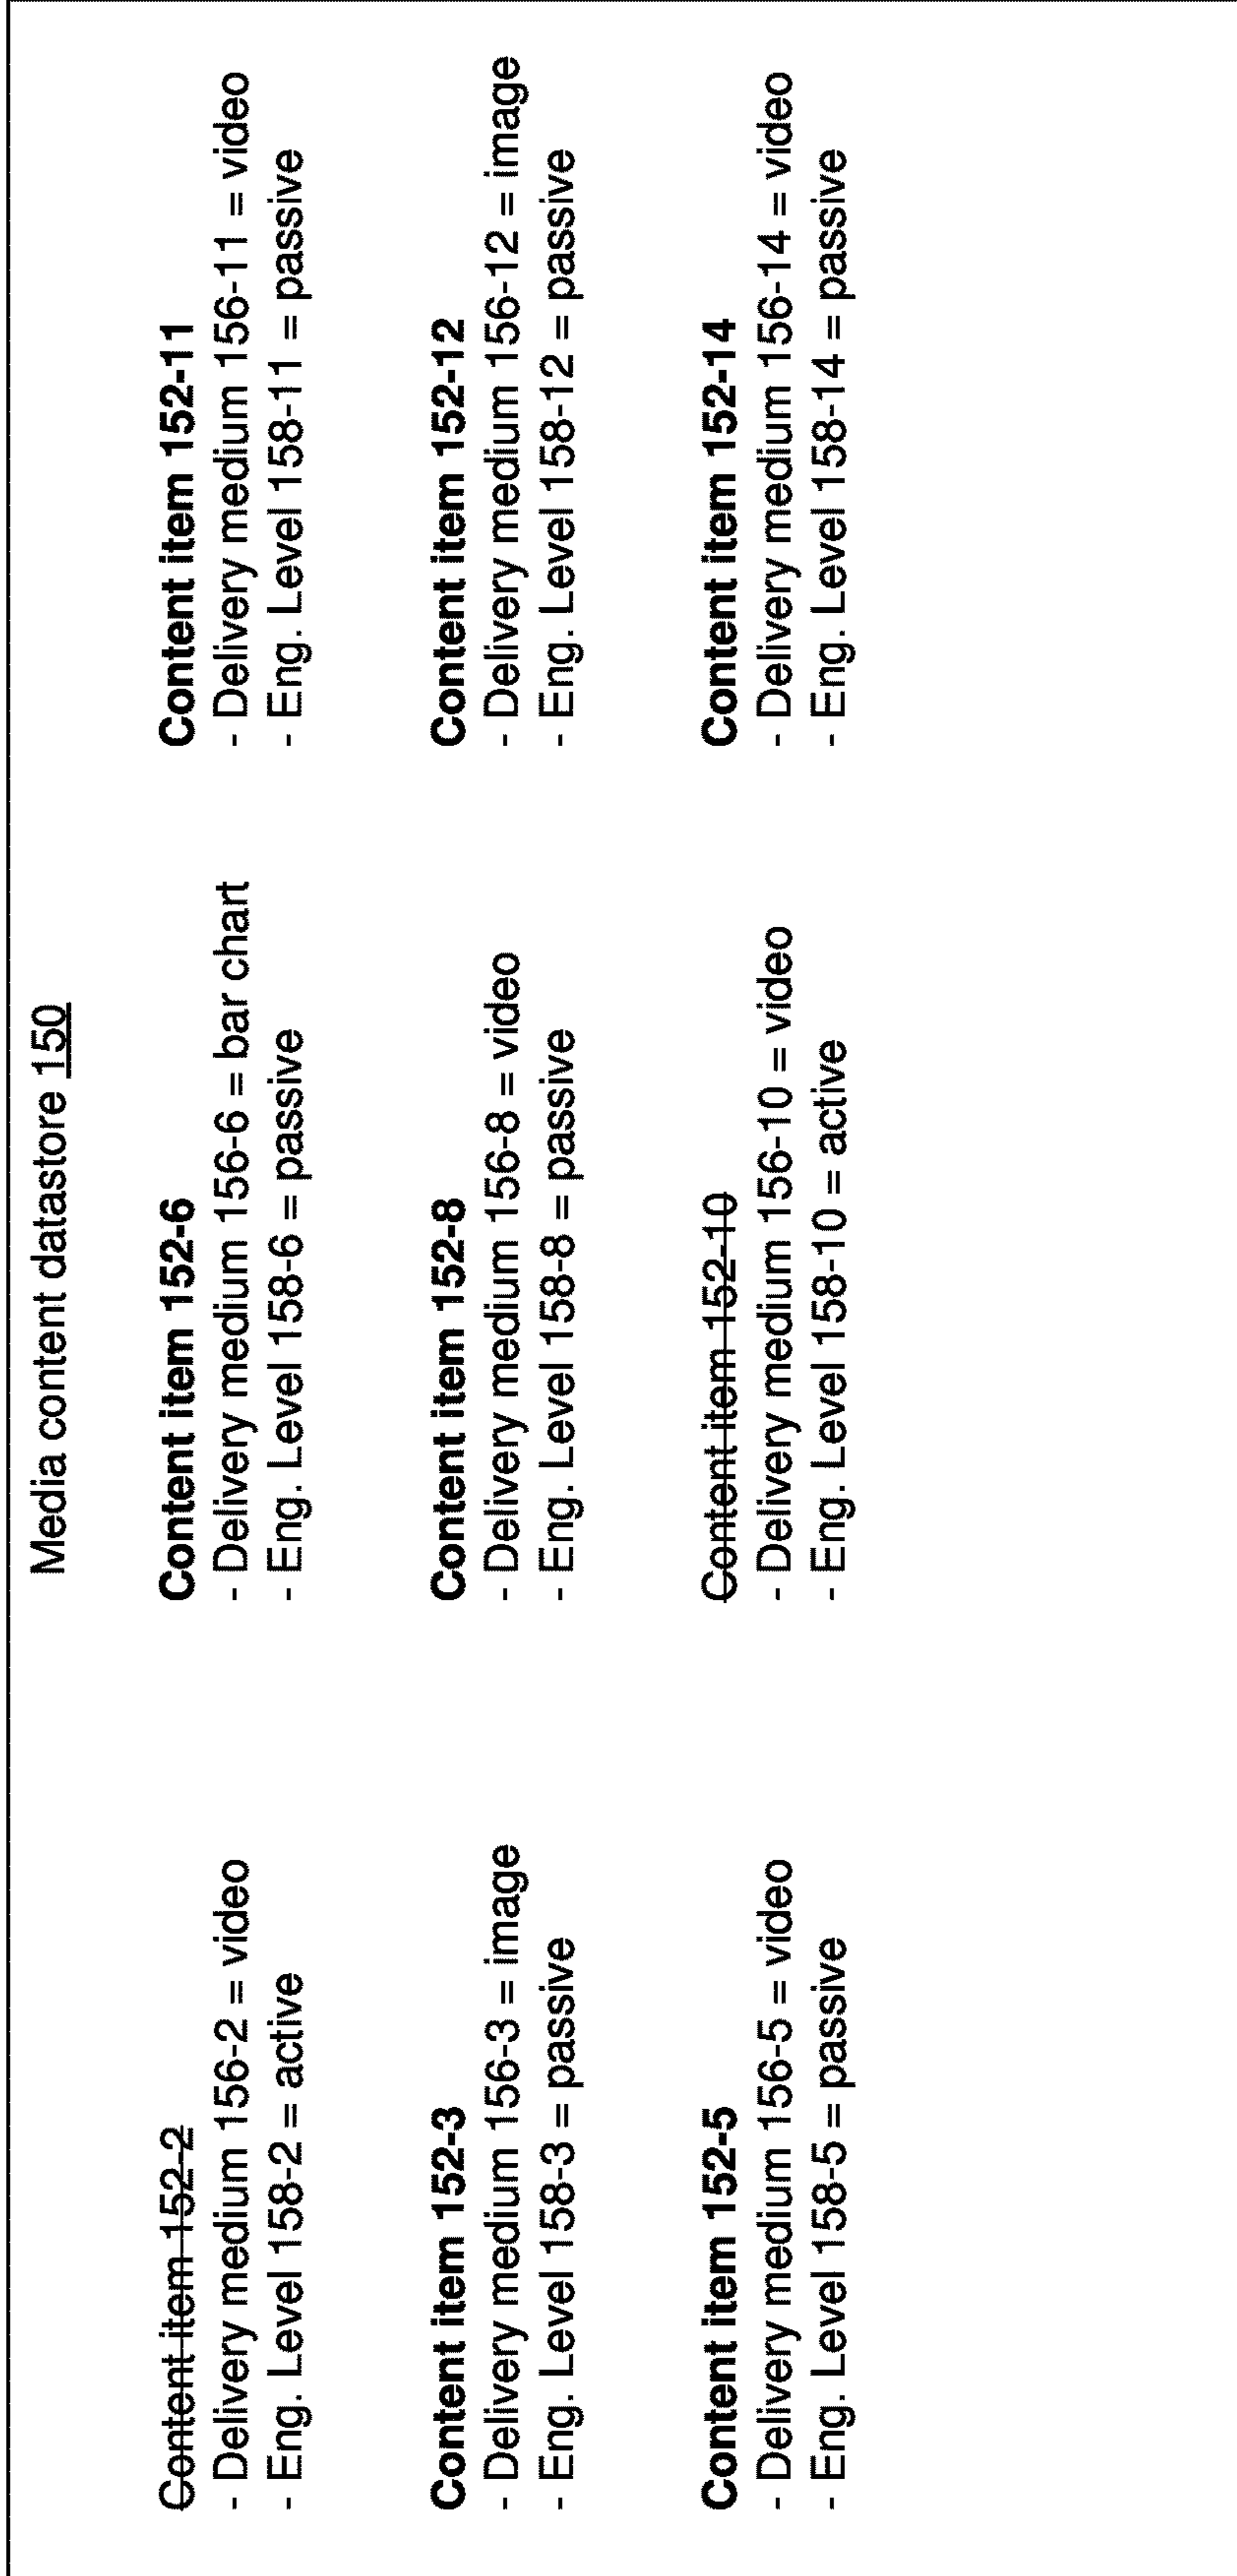 Media content datastore 150
Content item 152-2
- Delivery medium 156-2 = video
- Eng. Level 158-2 = active
Content item 152-3
- Delivery medium 156-3 = image
- Eng. Level 158-3 = passive
Content item 152-5
- Delivery medium 156-5 = video
- Eng. Level 158-5 = passive
Content item 152-6
- Delivery medium 156-6 = bar chart
- Eng. Level 158-6 = passive
Content item 152-8
- Delivery medium 156-8 = video
- Eng. Level 158-8 = passive
Content item 152-10
- Delivery medium 156-10 = video
- Eng. Level 158-10 = active
Content item 152-11
- Delivery medium 156-11 = video
- Eng. Level 158-11 = passive
Content item 152-12
- Delivery medium 156-12 = image
- Eng. Level 158-12 = passive
Content item 152-14
- Delivery medium 156-14 = video
- Eng. Level 158-14 = passive